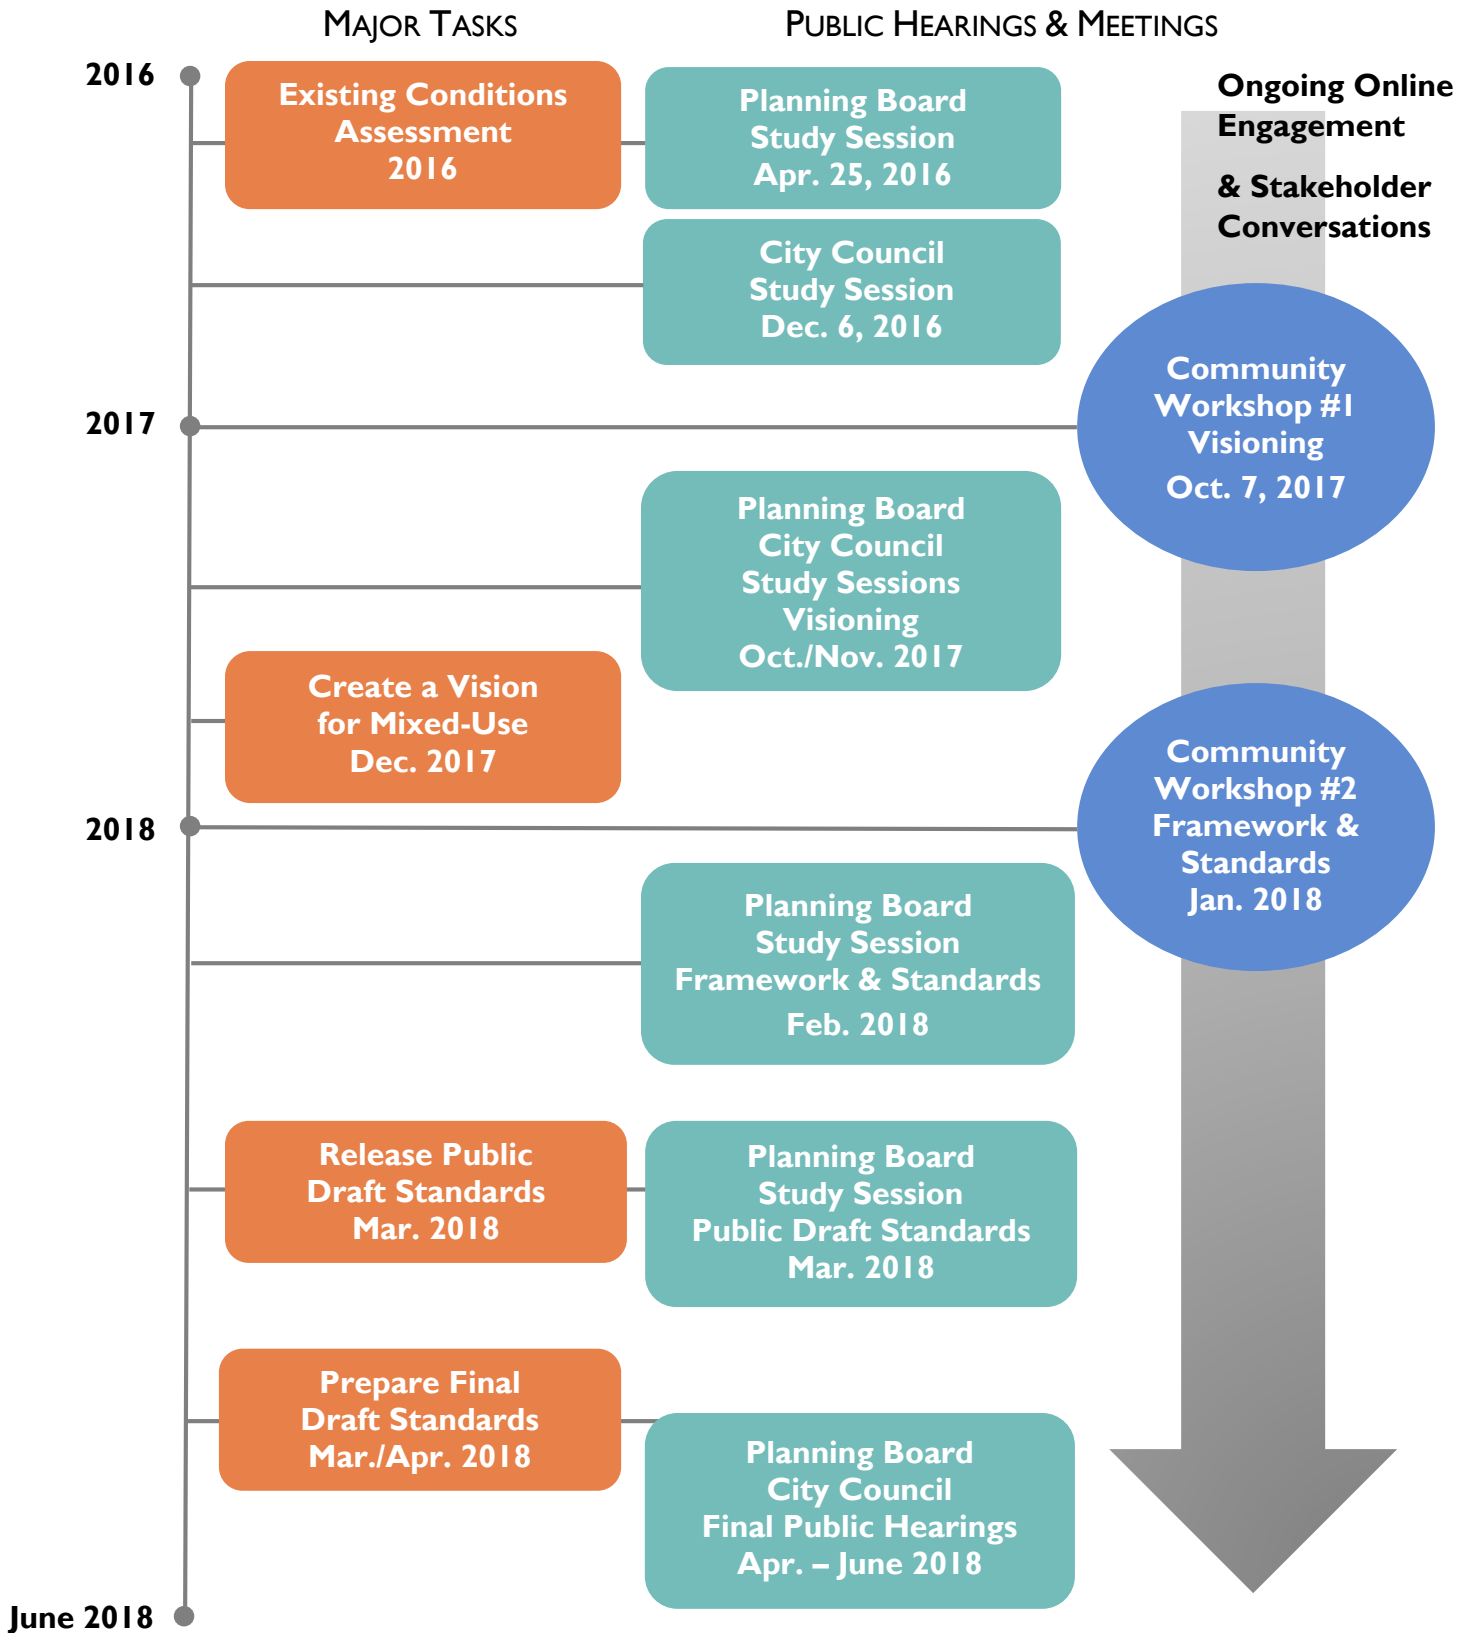 MAJOR TASKS
PUBLIC HEARINGS & MEETINGS
2016
Existing Conditions
Assessment
2016
Planning Board
Study Session
Apr. 25, 2016
Ongoing Online
Engagement
& Stakeholder
Conversations
City Council
Study Session
Dec. 6, 2016
2017
Community
Workshop #1
Visioning
Oct. 7, 2017
Planning Board
City Council
Study Sessions
Visioning
Oct./Nov. 2017
Create a Vision
for Mixed-Use
Dec. 2017
2018
Community
Workshop #2
Framework &
Standards
Jan. 2018
Planning Board
Study Session
Framework & Standards
Feb. 2018
Release Public
Draft Standards
Mar. 2018
Planning Board
Study Session
Public Draft Standards
Mar. 2018
Prepare Final
Draft Standards
Mar./Apr. 2018
Planning Board
City Council
Final Public Hearings
Apr. – June 2018
June 2018